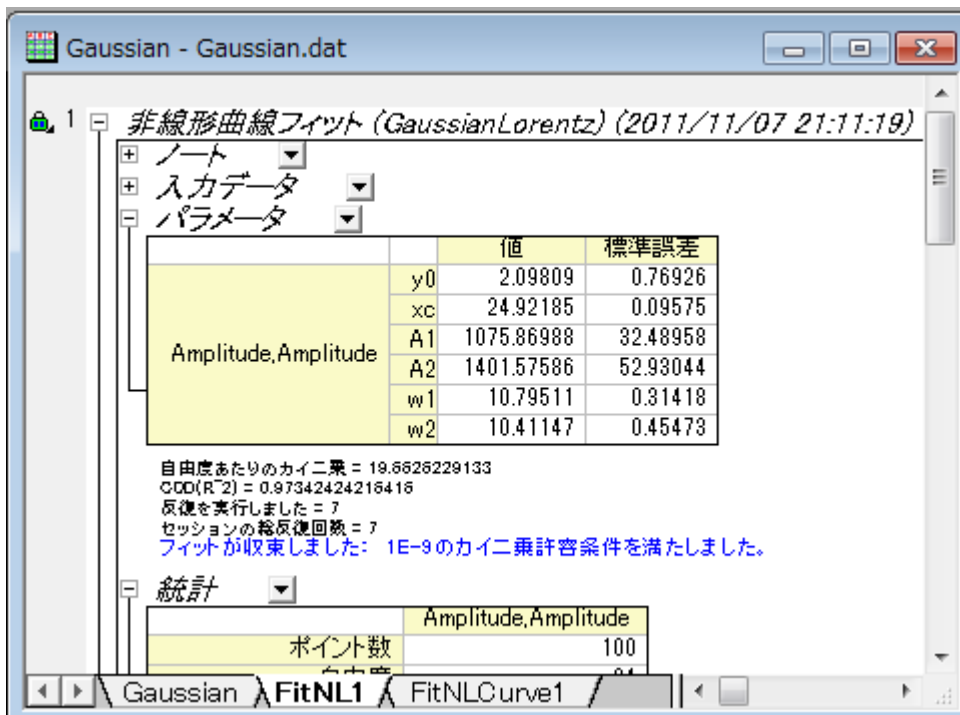 Gaussian - Gaussian.dat
1 非線形曲線フィット (GaussianLorentz) (2011/11/07 21:11:19)
ノート
入力データ
パラメータ
値 標準誤差
Amplitude,Amplitude
y0 2.09809 0.76926
xc 24.92185 0.09575
A1 1075.86988 32.48958
A2 1401.57586 52.93044
w1 10.79511 0.31418
w2 10.41147 0.45473
自由度あたりのカイ二乗 =
COD(R^2) = 0.97342424216416
反復を実行しました = 7
セッションの総反復回数 = 7
フィットが収束しました: 1E-9のカイ二乗許容条件を満たしました。
統計
Amplitude,Amplitude
ポイント数 100
自由度 94
Gaussian FitNL1 FitNLCurve1